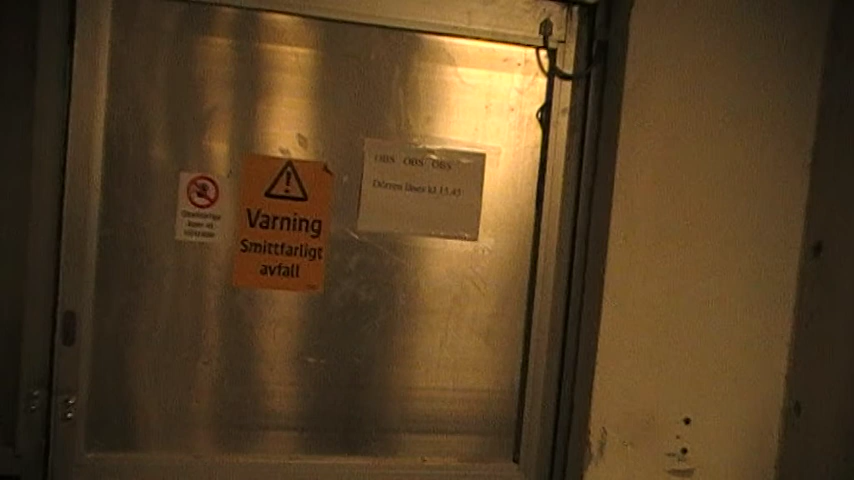 Varning
Smittfarligt
avfall
OBS OBS OBS
Dörren låses kl 15.45